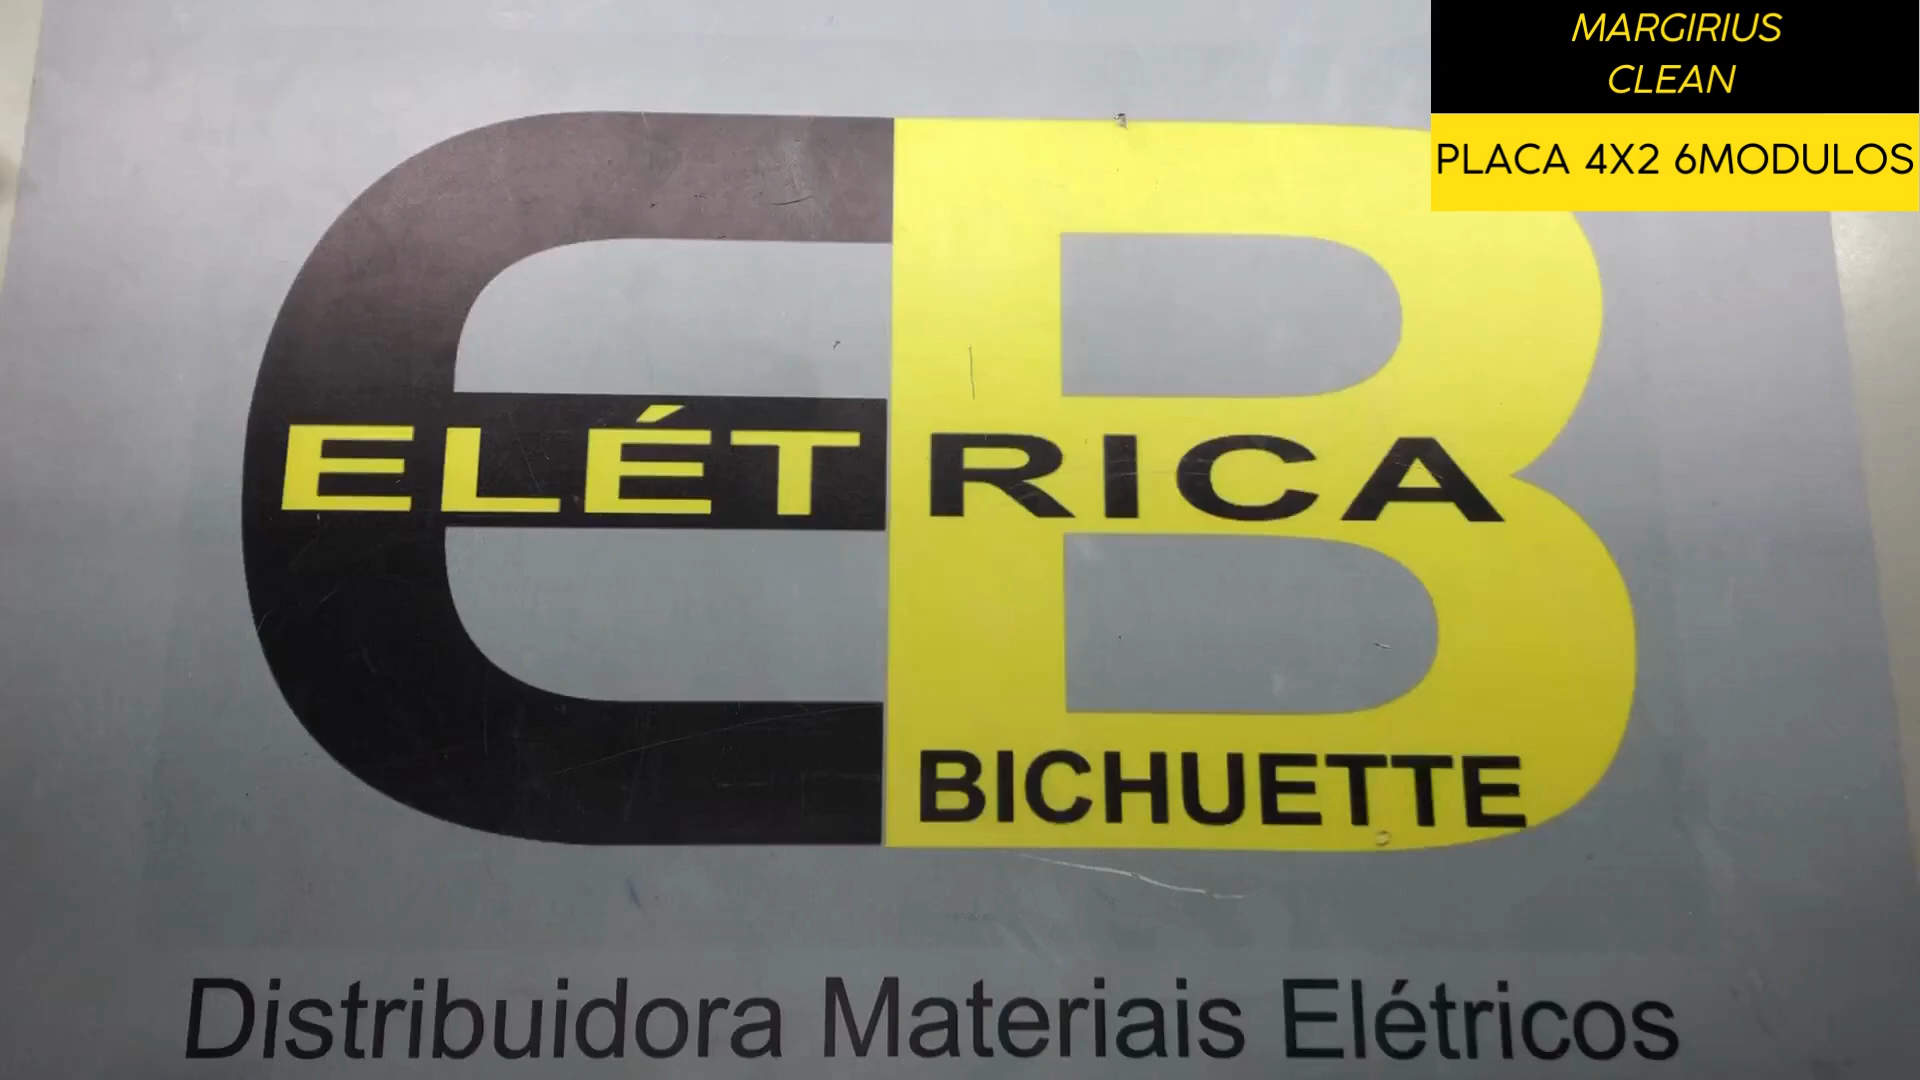 MARGIRIUS
CLEAN
PLACA 4X2 6MODULOS
ELÉTRICA
BICHUETTE
Distribuidora Materiais Elétricos